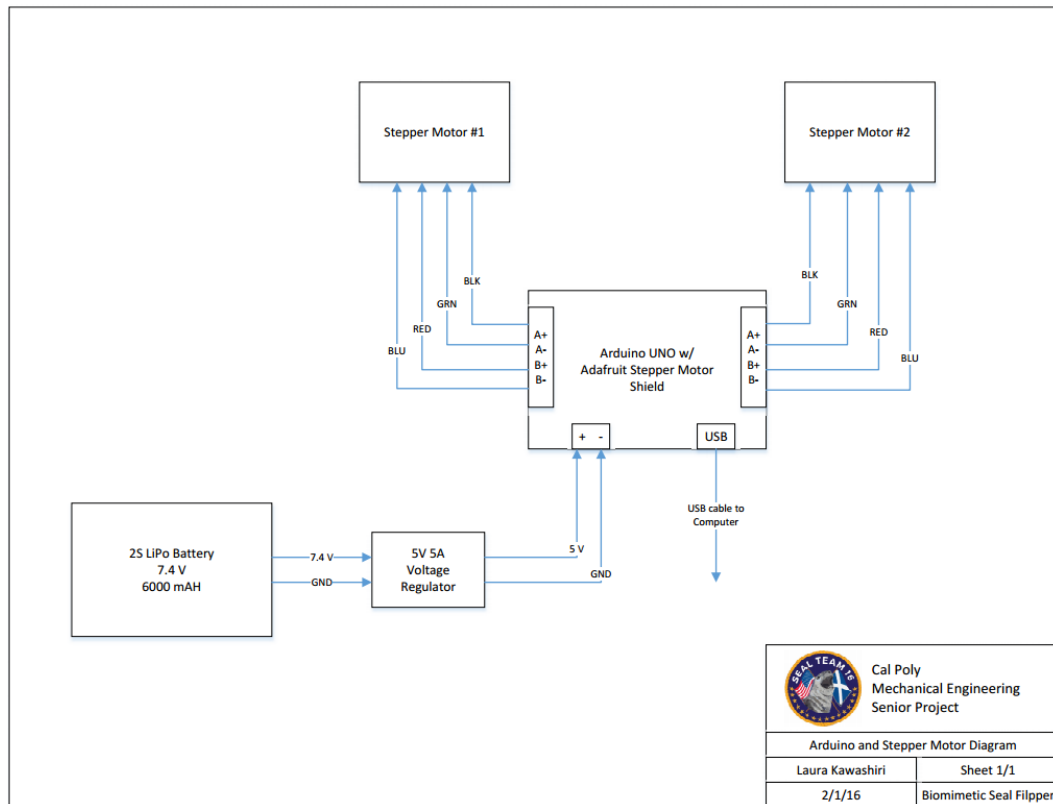 Stepper Motor #1
Stepper Motor #2
BLK
GRN
RED
BLU
BLK
GRN
RED
BLU
A+
A-
B+
B-
Arduino UNO w/
Adafruit Stepper Motor
Shield
A+
A-
B+
B-
+ -
USB
USB cable to
Computer
2S LiPo Battery
7.4 V
6000 mAH
7.4 V
GND
5V 5A
Voltage
Regulator
5 V
GND
SEAL TEAM 16
Cal Poly
Mechanical Engineering
Senior Project
Arduino and Stepper Motor Diagram
Laura Kawashiri
Sheet 1/1
2/1/16
Biomimetic Seal Filpper